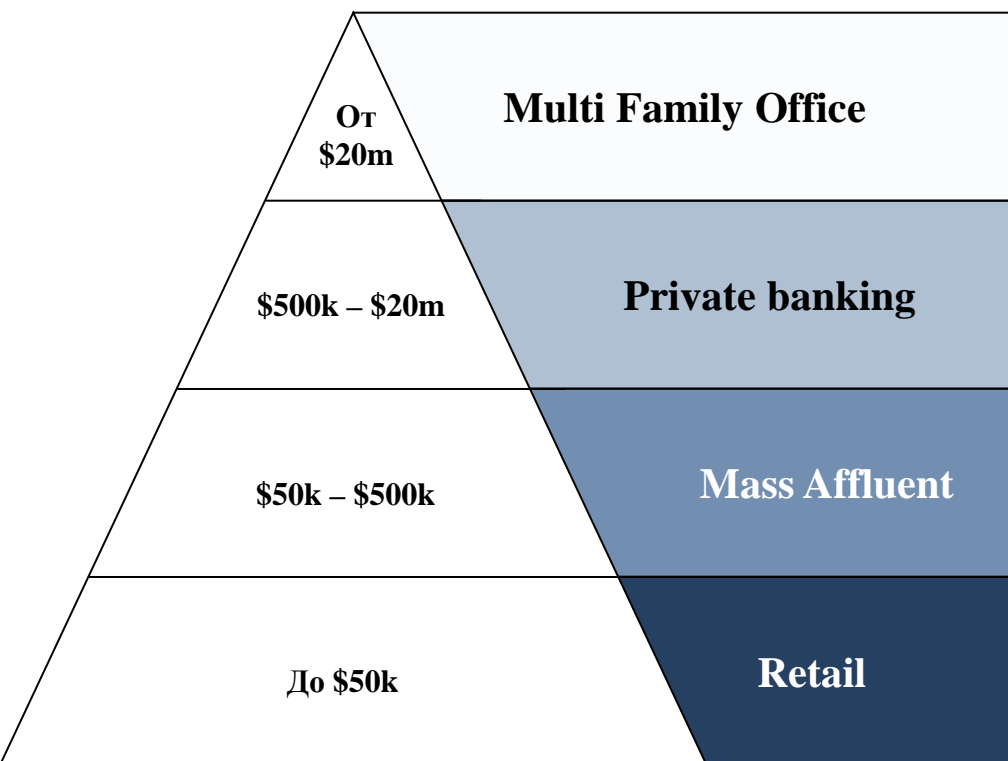 От
$20m
Multi Family Office
$500k – $20m
Private banking
$50k – $500k
Mass Affluent
До $50k
Retail